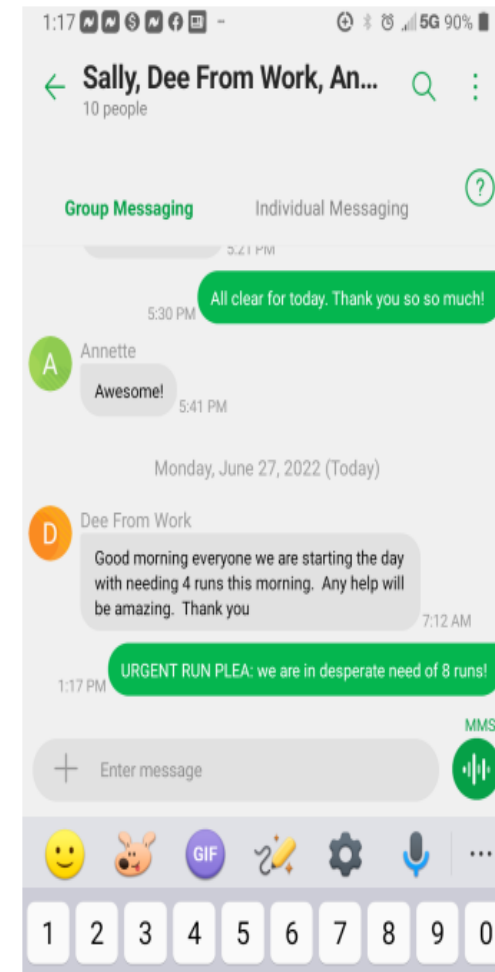 1:17 – 5G 90%
Sally, Dee From Work, An...
10 people
?
Group Messaging Individual Messaging
5:21 PM
All clear for today. Thank you so so much!
5:30 PM
A
Annette
Awesome!
5:41 PM
Monday, June 27, 2022 (Today)
Dee From Work
D
Good morning everyone we are starting the day
with needing 4 runs this morning. Any help will
be amazing. Thank you
7:12 AM
URGENT RUN PLEA: we are in desperate need of 8 runs!
1:17 PM
MMS
Enter message
GIF
1 2 3 4 5 6 7 8 9 0